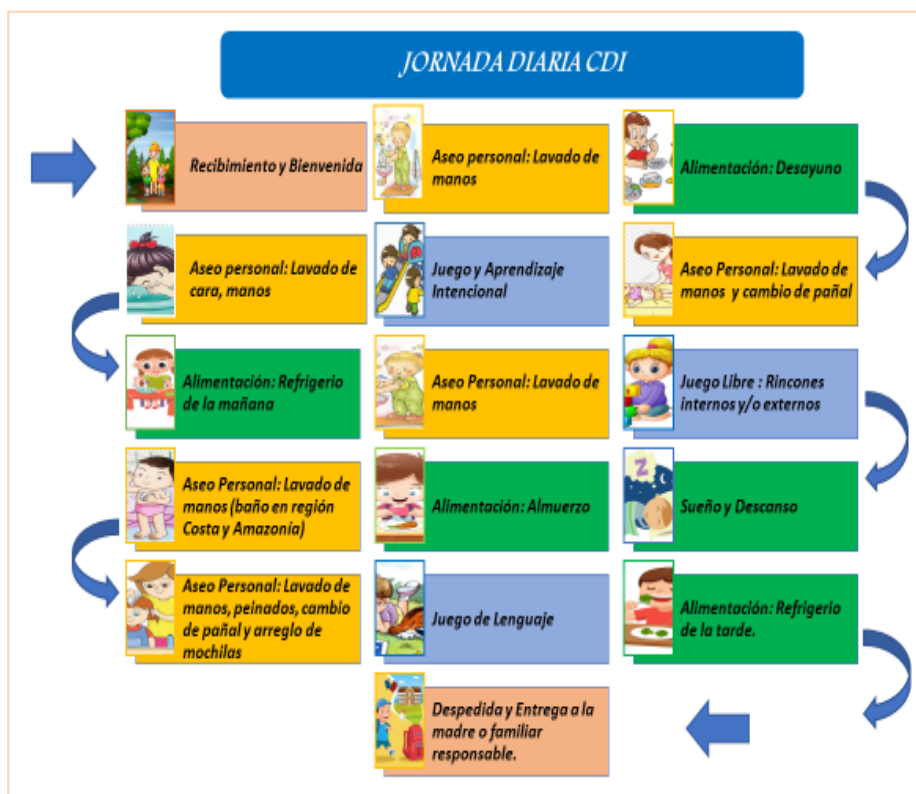 JORNADA DIARIA CDI
Recibimiento y Bienvenida
Aseo personal: Lavado de
manos
Alimentación: Desayuno
Aseo personal: Lavado de
cara, manos
Juego y Aprendizaje
Intencional
Aseo Personal: Lavado de
manos y cambio de pañal
Alimentación: Refrigerio
de la mañana
Aseo Personal: Lavado de
manos
Juego Libre : Rincones
internos y/o externos
Aseo Personal: Lavado de
manos (baño en región
Costa y Amazonía)
Alimentación: Almuerzo
Z
Sueño y Descanso
Aseo Personal: Lavado de
manos, peinados, cambio
de pañal y arreglo de
mochilas
Juego de Lenguaje
Alimentación: Refrigerio
de la tarde.
Despedida y Entrega a la
madre o familiar
responsable.